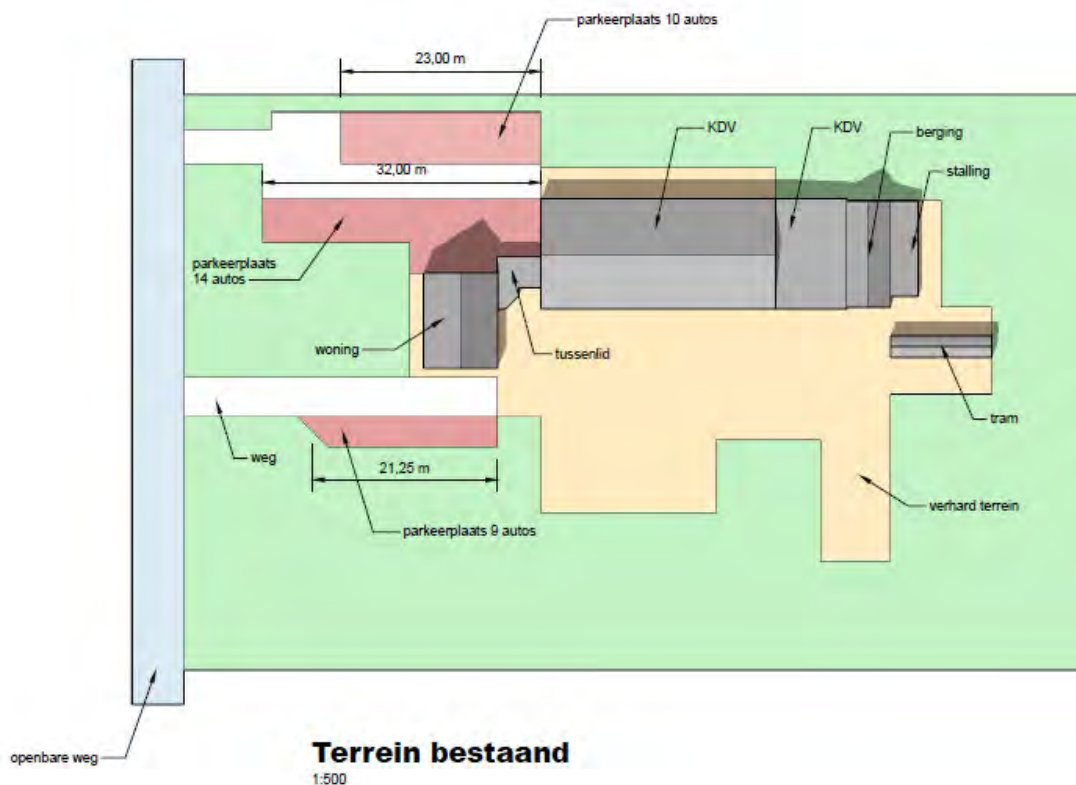 parkeerplaats 10 autos
23,00 m
KDV
KDV
berging
stalling
32,00 m
parkeerplaats
14 autos
woning
tussenlid
tram
weg
21,25 m
verhard terrein
parkeerplaats 9 autos
openbare weg
Terrein bestaand
1:500